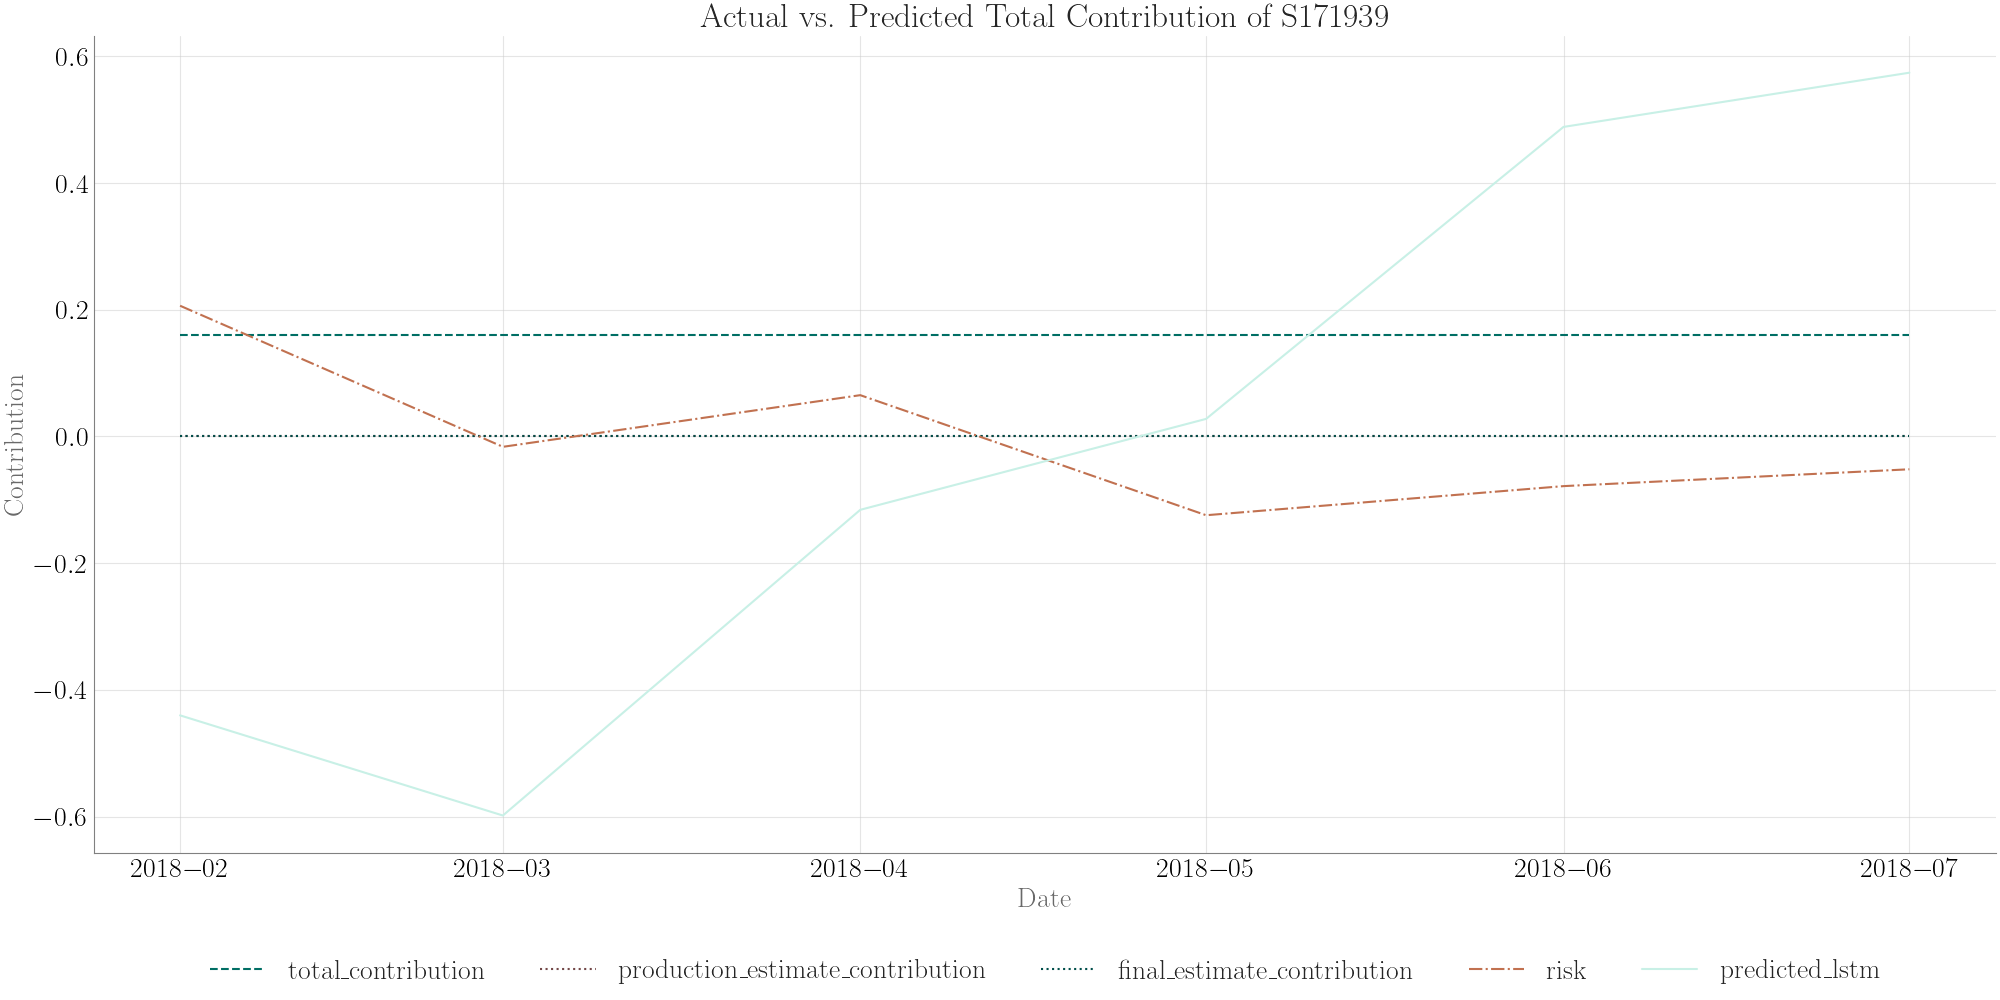 Actual vs. Predicted Total Contribution of S171939
0.6
0.4
0.2
0.0
−0.2
−0.4
−0.6
Contribution
2018−02 2018−03 2018−04 2018−05 2018−06 2018−07
Date
total_contribution production_estimate_contribution final_estimate_contribution risk predicted_lstm